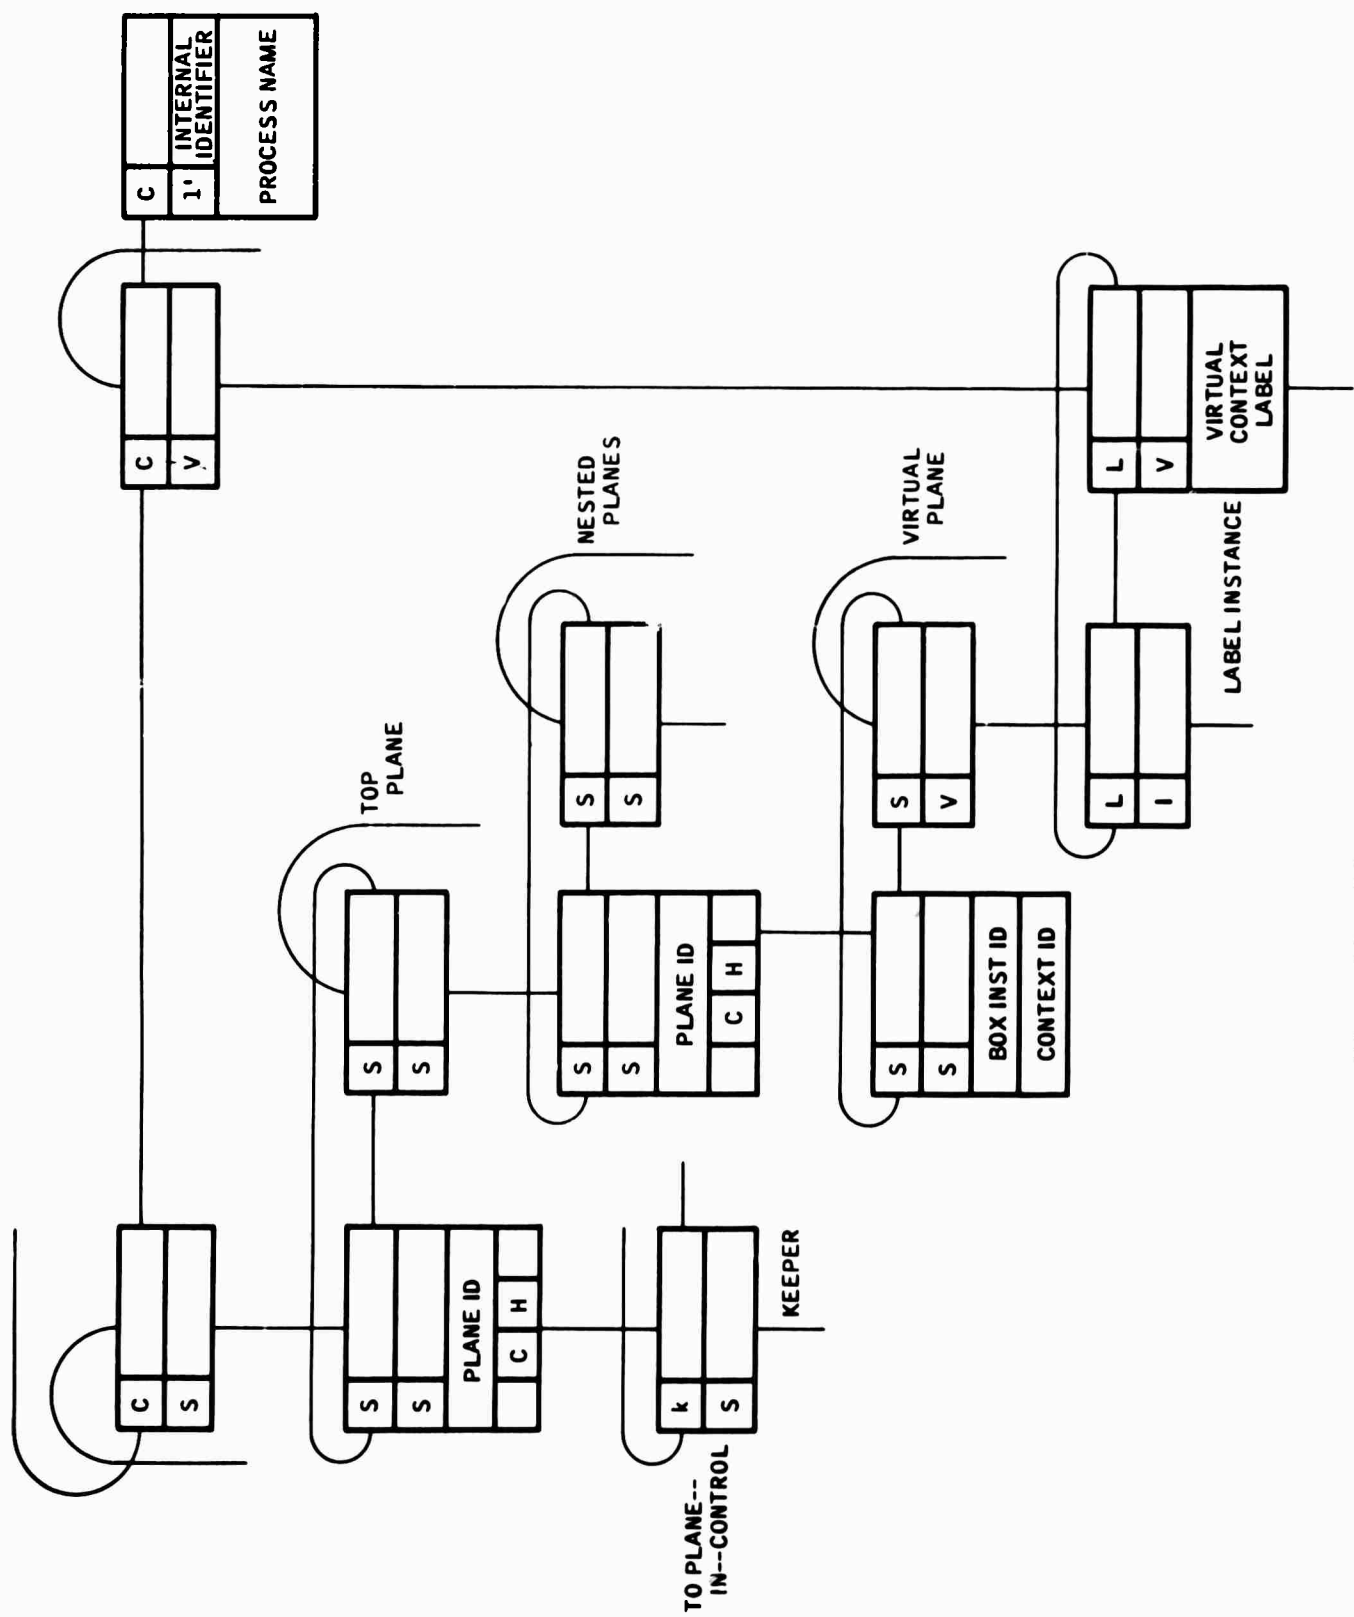 C
S
C
V
C
1' INTERNAL
IDENTIFIER
PROCESS NAME
S
S
PLANE ID
C H
S
S
TOP
PLANE
S
S
PLANE ID
C H
S
S
NESTED
PLANES
k
S
TO PLANE--
IN--CONTROL
KEEPER
S
S
BOX INST ID
CONTEXT ID
S
V
VIRTUAL
PLANE
L
I
LABEL INSTANCE
L
V
VIRTUAL
CONTEXT
LABEL